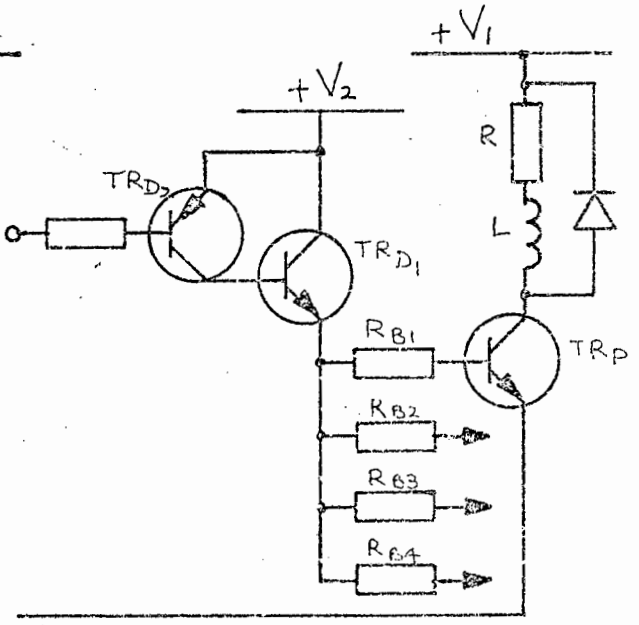 + V1
+ V2
R
TRD2
L
TRD1
RB1
TRP
RB2
RB3
RB4